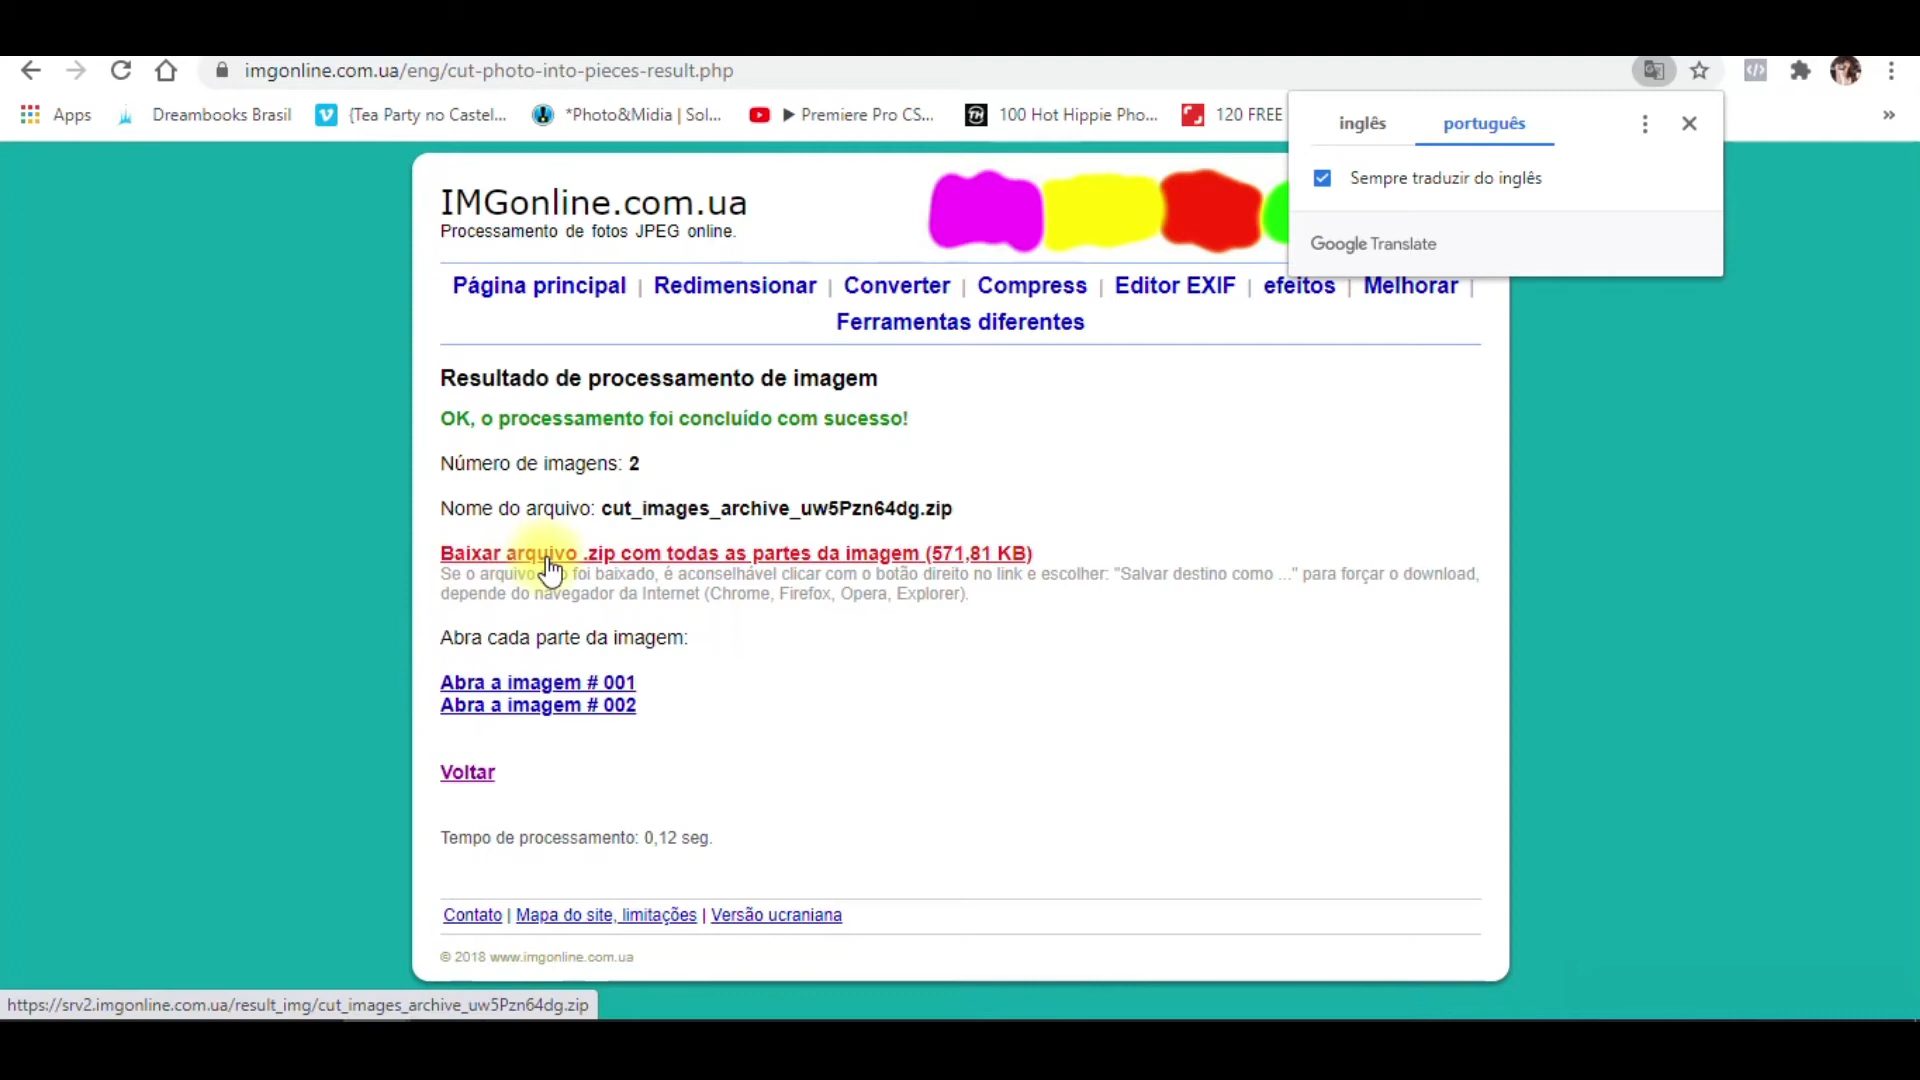 imgonline.com.ua/eng/cut-photo-into-pieces-result.php
Apps
Dreambooks Brasil
{Tea Party no Castel...
*Photo&Midia | Sol...
▶ Premiere Pro CS...
100 Hot Hippie Pho...
120 FREE
»
inglês
português
Sempre traduzir do inglês
Google Translate
IMGonline.com.ua
Processamento de fotos JPEG online.
Página principal | Redimensionar | Converter | Compress | Editor EXIF | efeitos | Melhorar |
Ferramentas diferentes
Resultado de processamento de imagem
OK, o processamento foi concluído com sucesso!
Número de imagens: 2
Nome do arquivo: cut_images_archive_uw5Pzn64dg.zip
Baixar arquivo .zip com todas as partes da imagem (571,81 KB)
Se o arquivo foi baixado, é aconselhável clicar com o botão direito no link e escolher: "Salvar destino como ..." para forçar o download,
depende do navegador da Internet (Chrome, Firefox, Opera, Explorer).
Abra cada parte da imagem:
Abra a imagem # 001
Abra a imagem # 002
Voltar
Tempo de processamento: 0,12 seg.
Contato | Mapa do site, limitações | Versão ucraniana
© 2018 www.imgonline.com.ua
https://srv2.imgonline.com.ua/result_img/cut_images_archive_uw5Pzn64dg.zip